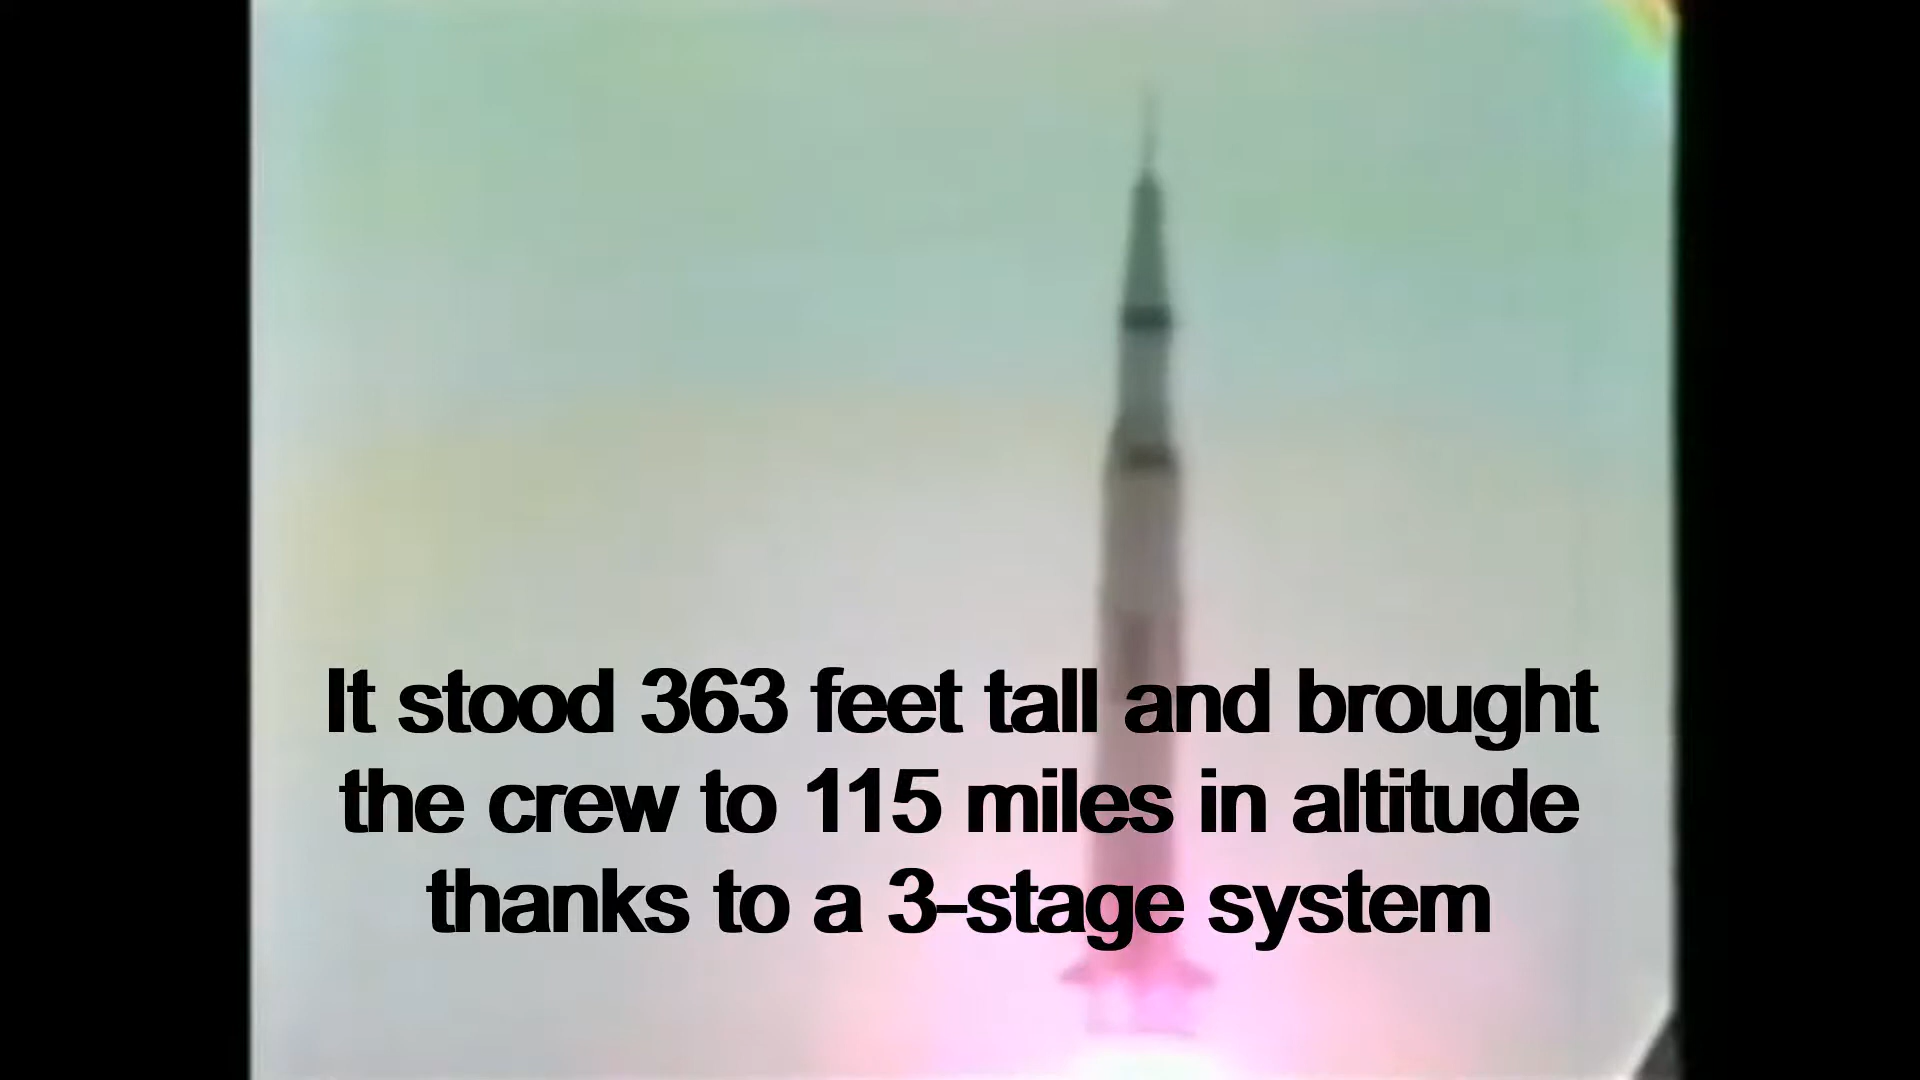 It stood 363 feet tall and brought
the crew to 115 miles in altitude
thanks to a 3-stage system